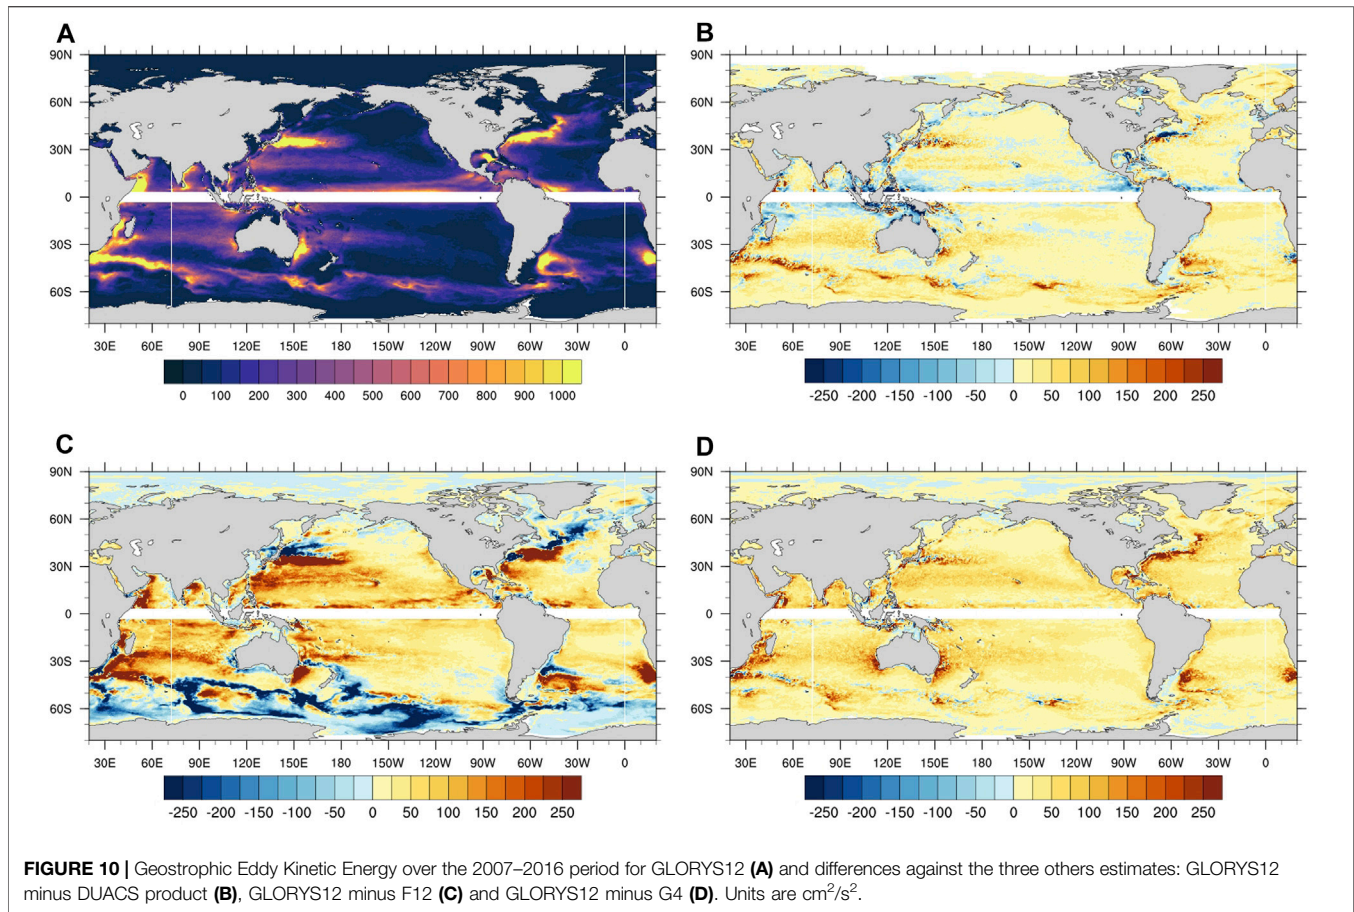 A
B
90N
60N
30N
0
30S
60S
30E 60E 90E 120E 150E 180 150W 120W 90W 60W 30W 0
0 100 200 300 400 500 600 700 800 900 1000
90N
60N
30N
0
30S
60S
30E 60E 90E 120E 150E 180 150W 120W 90W 60W 30W 0
-250 -200 -150 -100 -50 0 50 100 150 200 250
C
D
90N
60N
30N
0
30S
60S
30E 60E 90E 120E 150E 180 150W 120W 90W 60W 30W 0
-250 -200 -150 -100 -50 0 50 100 150 200 250
90N
60N
30N
0
30S
60S
30E 60E 90E 120E 150E 180 150W 120W 90W 60W 30W 0
-250 -200 -150 -100 -50 0 50 100 150 200 250
FIGURE 10 | Geostrophic Eddy Kinetic Energy over the 2007–2016 period for GLORYS12 (A) and differences against the three others estimates: GLORYS12
minus DUACS product (B), GLORYS12 minus F12 (C) and GLORYS12 minus G4 (D). Units are cm²/s².